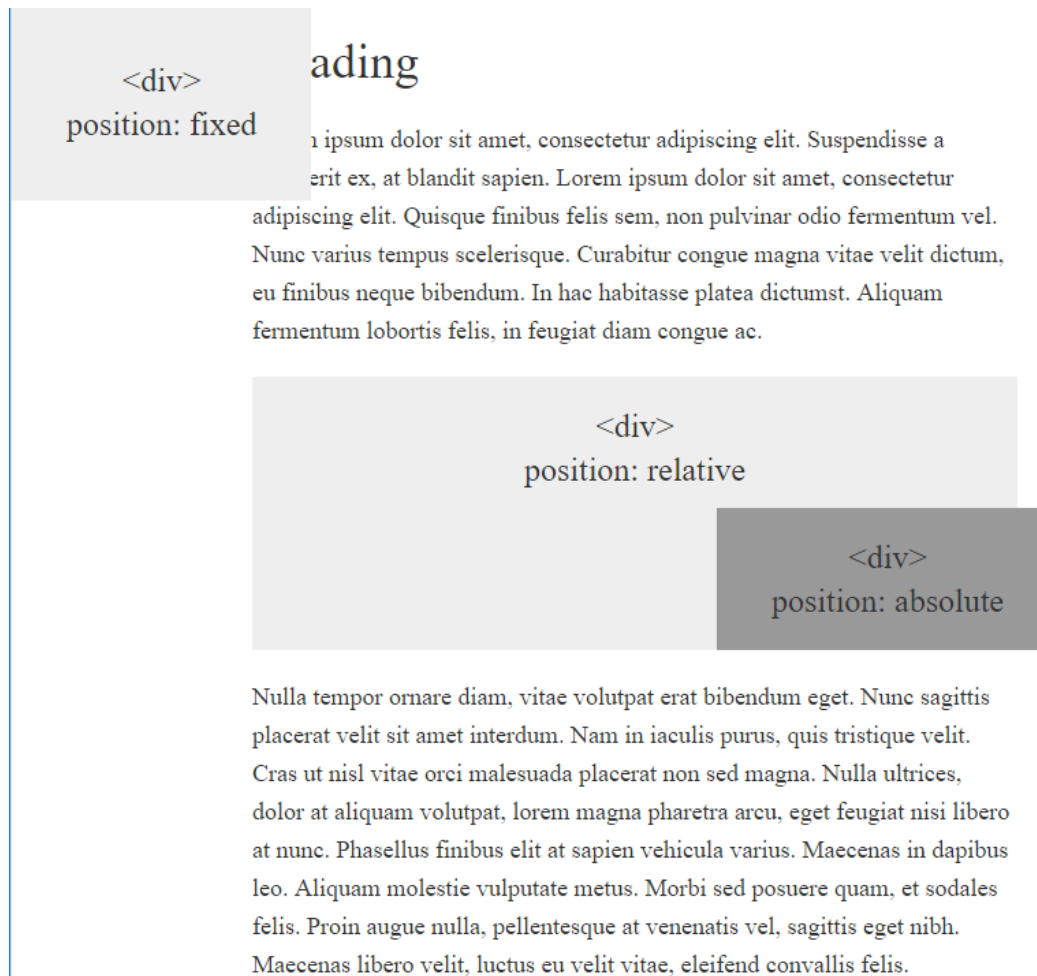 <div>
position: fixed
ading
ipsum dolor sit amet, consectetur adipiscing elit. Suspendisse a
erit ex, at blandit sapien. Lorem ipsum dolor sit amet, consectetur
adipiscing elit. Quisque finibus felis sem, non pulvinar odio fermentum vel.
Nunc varius tempus scelerisque. Curabitur congue magna vitae velit dictum,
eu finibus neque bibendum. In hac habitasse platea dictumst. Aliquam
fermentum lobortis felis, in feugiat diam congue ac.
<div>
position: relative
<div>
position: absolute
Nulla tempor ornare diam, vitae volutpat erat bibendum eget. Nunc sagittis
placerat velit sit amet interdum. Nam in iaculis purus, quis tristique velit.
Cras ut nisl vitae orci malesuada placerat non sed magna. Nulla ultrices,
dolor at aliquam volutpat, lorem magna pharetra arcu, eget feugiat nisi libero
at nunc. Phasellus finibus elit at sapien vehicula varius. Maecenas in dapibus
leo. Aliquam molestie vulputate metus. Morbi sed posuere quam, et sodales
felis. Proin augue nulla, pellentesque at venenatis vel, sagittis eget nibh.
Maecenas libero velit, luctus eu velit vitae, eleifend convallis felis.